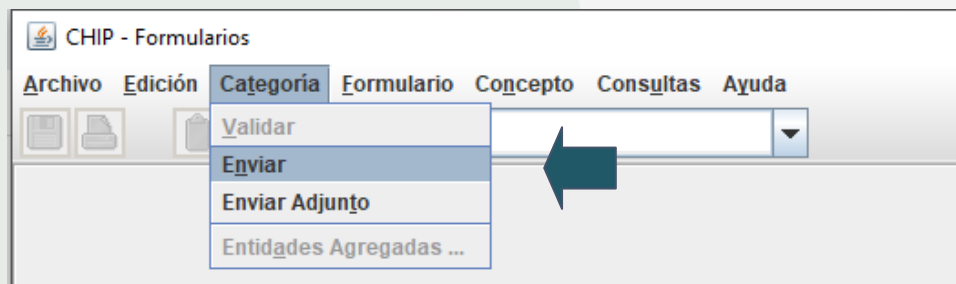 CHIP - Formularios
Archivo Edición Categoría Formulario Concepto Consultas Ayuda
Validar
Enviar
Enviar Adjunto
Entidades Agregadas ...